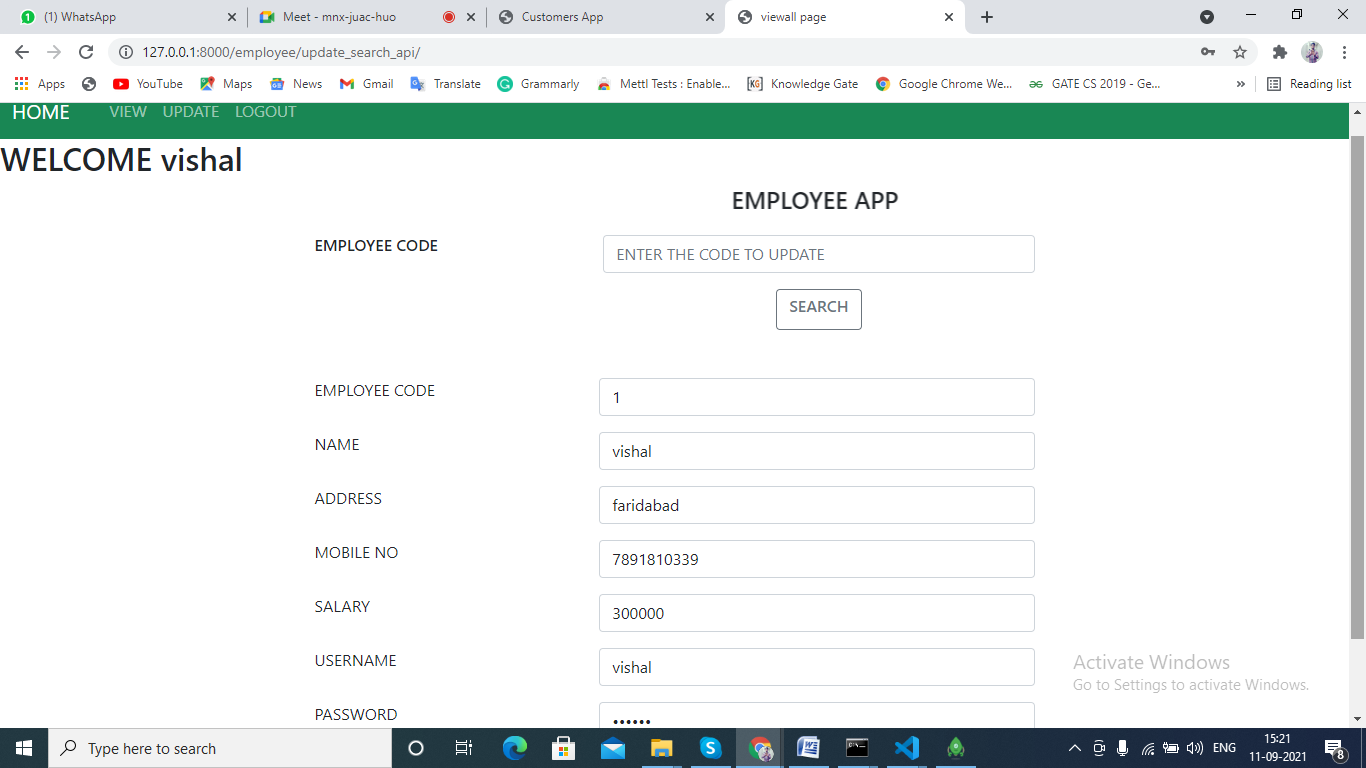 (1) WhatsApp
Meet - mnx-juac-huo
Customers App
viewall page
127.0.0.1:8000/employee/update_search_api/
Apps YouTube Maps News Gmail Translate Grammarly Mettl Tests : Enable... Knowledge Gate Google Chrome We... GATE CS 2019 - Ge... » Reading list
HOME VIEW UPDATE LOGOUT
WELCOME vishal
EMPLOYEE APP
EMPLOYEE CODE ENTER THE CODE TO UPDATE
SEARCH
EMPLOYEE CODE 1
NAME vishal
ADDRESS faridabad
MOBILE NO 7891810339
SALARY 300000
USERNAME vishal
PASSWORD ••••••
Activate Windows
Go to Settings to activate Windows.
Type here to search
ENG
15:21
11-09-2021
8